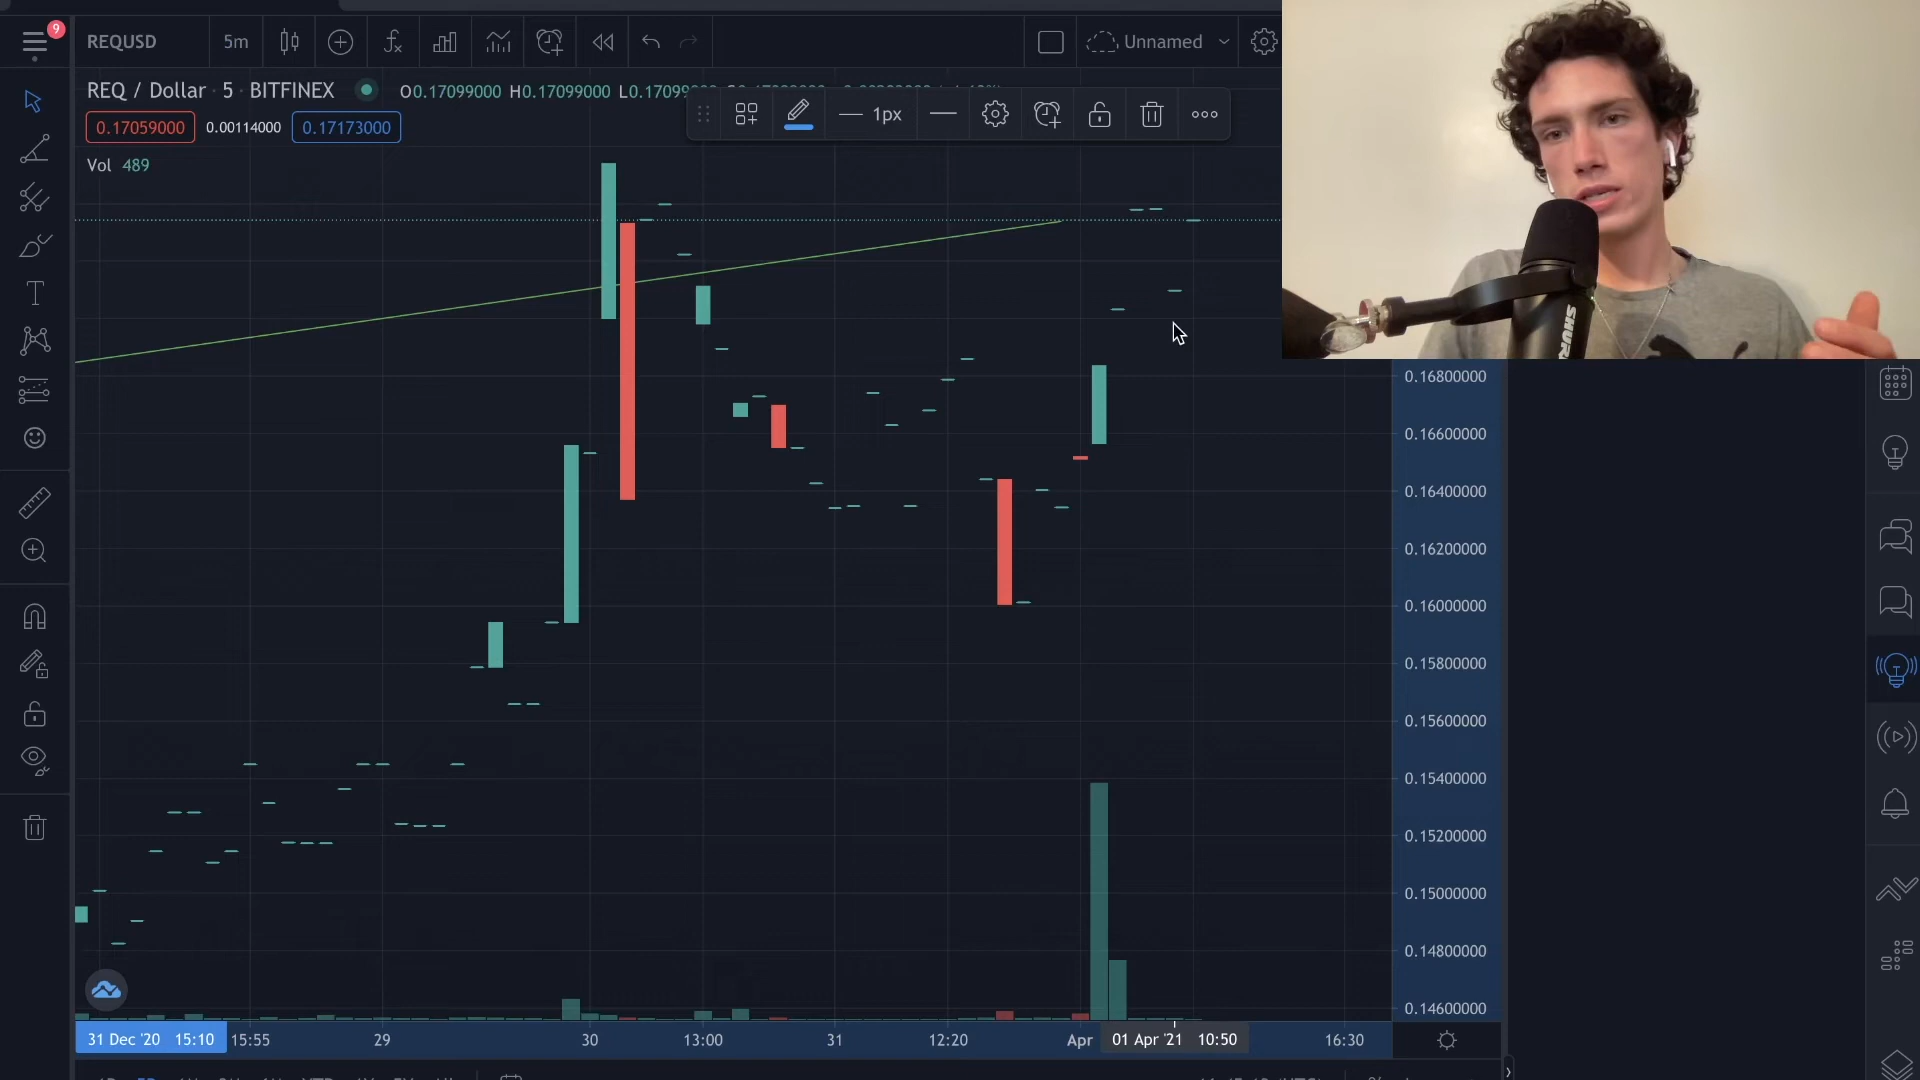 9
REQUSD
5m
Unnamed
REQ / Dollar · 5 · BITFINEX
O0.17099000 H0.17099000 L0.17099
0.17059000
0.00114000
0.17173000
1px
Vol 489
SHURE
0.16800000
0.16600000
0.16400000
0.16200000
0.16000000
0.15800000
0.15600000
0.15400000
0.15200000
0.15000000
0.14800000
0.14600000
31 Dec '20 15:10
15:55
29
30
13:00
31
12:20
Apr
01 Apr '21 10:50
16:30